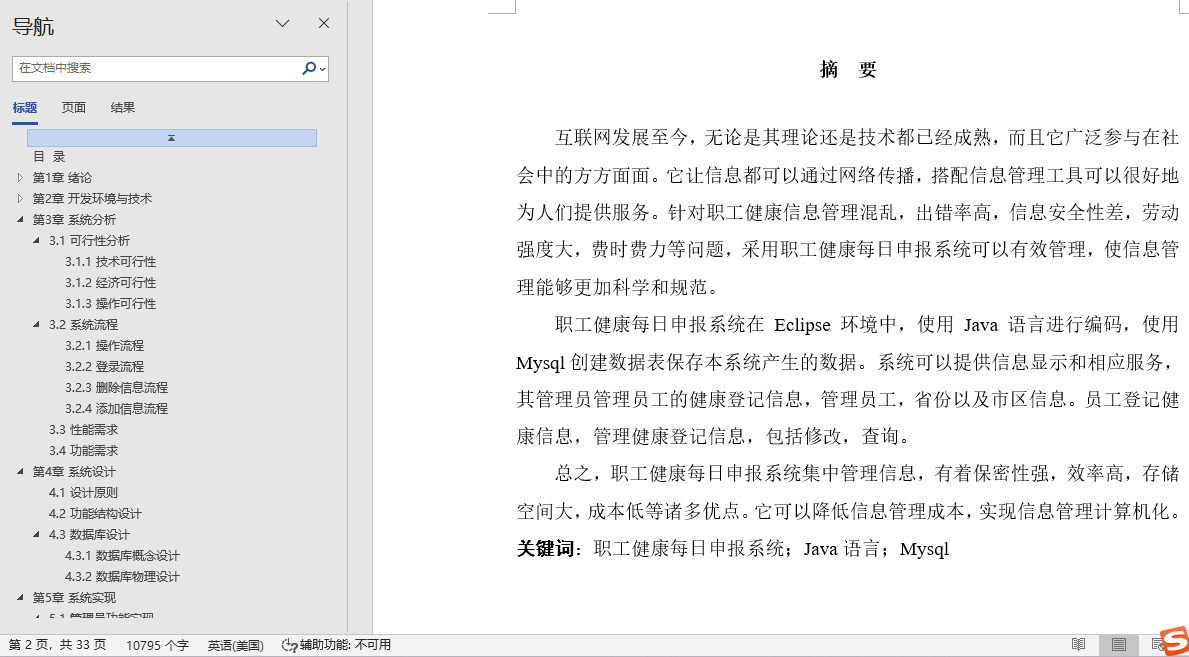 导航
在文档中搜索
标题 页面 结果
目 录
第1章 绪论
第2章 开发环境与技术
第3章 系统分析
3.1 可行性分析
3.1.1 技术可行性
3.1.2 经济可行性
3.1.3 操作可行性
3.2 系统流程
3.2.1 操作流程
3.2.2 登录流程
3.2.3 删除信息流程
3.2.4 添加信息流程
3.3 性能需求
3.4 功能需求
第4章 系统设计
4.1 设计原则
4.2 功能结构设计
4.3 数据库设计
4.3.1 数据库概念设计
4.3.2 数据库物理设计
第5章 系统实现
5.1 管理员功能实现
摘 要
互联网发展至今，无论是其理论还是技术都已经成熟，而且它广泛参与在社
会中的方方面面。它让信息都可以通过网络传播，搭配信息管理工具可以很好地
为人们提供服务。针对职工健康信息管理混乱，出错率高，信息安全性差，劳动
强度大，费时费力等问题，采用职工健康每日申报系统可以有效管理，使信息管
理能够更加科学和规范。
职工健康每日申报系统在 Eclipse 环境中，使用 Java 语言进行编码，使用
Mysql 创建数据表保存本系统产生的数据。系统可以提供信息显示和相应服务，
其管理员管理员工的健康登记信息，管理员工，省份以及市区信息。员工登记健
康信息，管理健康登记信息，包括修改，查询。
总之，职工健康每日申报系统集中管理信息，有着保密性强，效率高，存储
空间大，成本低等诸多优点。它可以降低信息管理成本，实现信息管理计算机化。
关键词：职工健康每日申报系统；Java 语言；Mysql
第 2 页，共 33 页 10795 个字 英语(美国) 辅助功能: 不可用